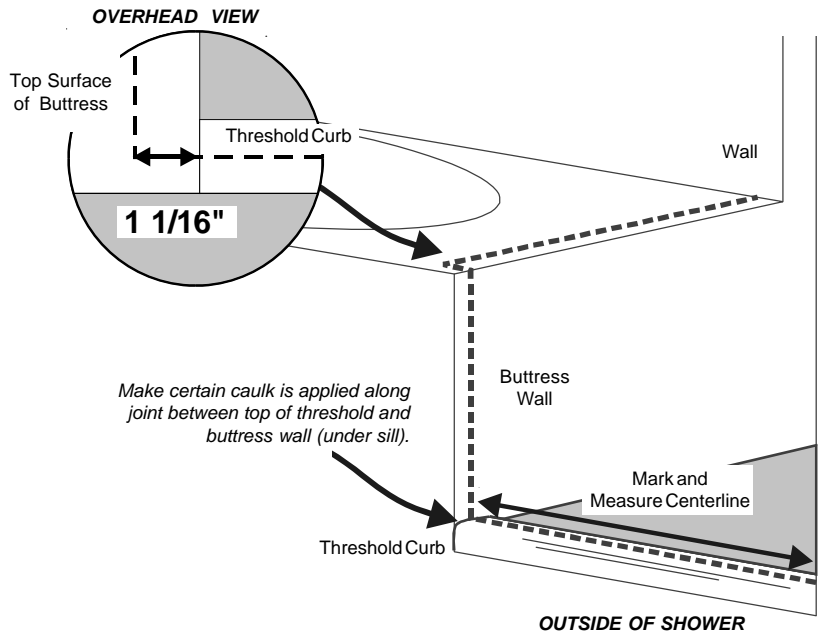 OVERHEAD VIEW
Top Surface
of Buttress
Threshold Curb
1 1/16"
Wall
Buttress
Wall
Make certain caulk is applied along
joint between top of threshold and
buttress wall (under sill).
Mark and
Measure Centerline
Threshold Curb
OUTSIDE OF SHOWER